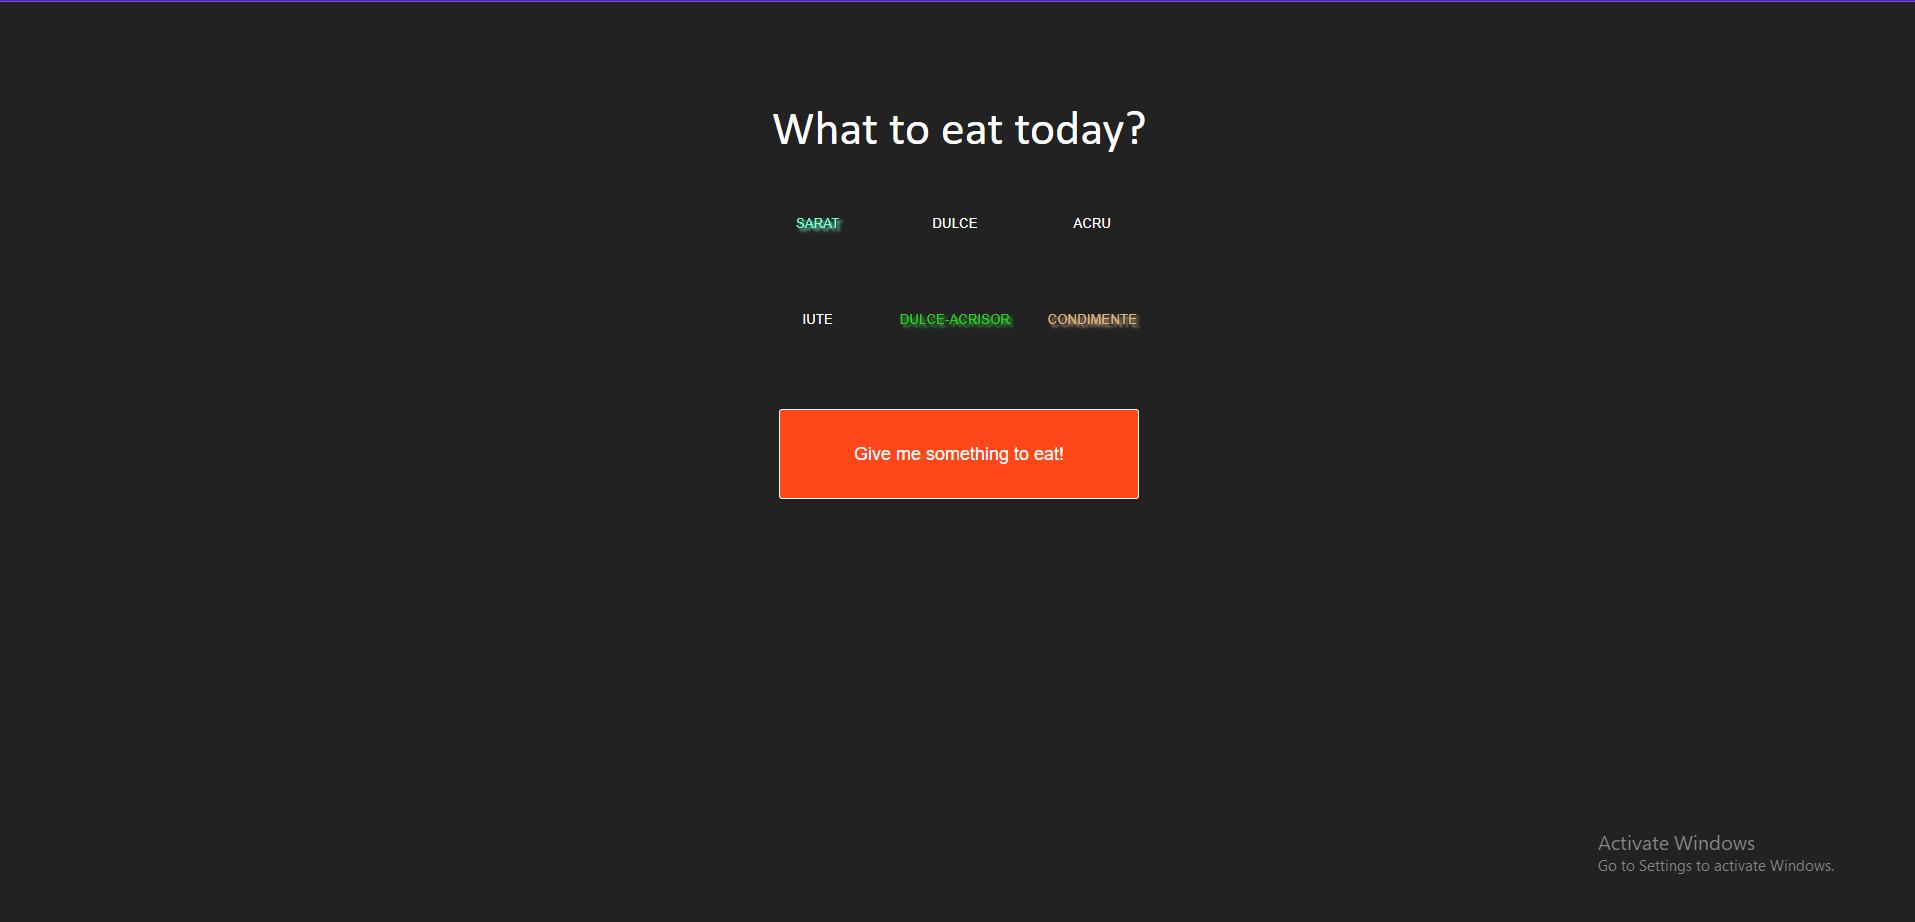 What to eat today?
SARAT DULCE ACRU
IUTE DULCE-ACRISOR CONDIMENTE
Give me something to eat!
Activate Windows
Go to Settings to activate Windows.